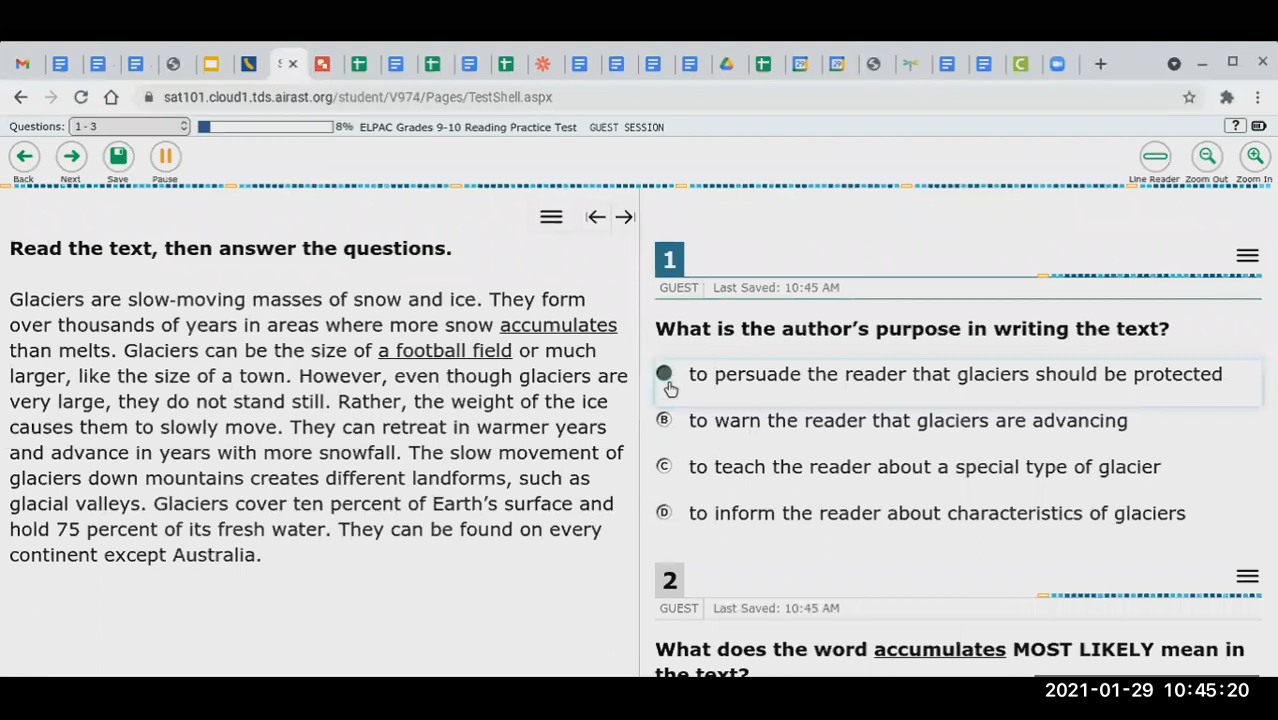 sat101.cloud1.tds.airast.org/student/V974/Pages/TestShell.aspx
Questions: 1 - 3 8% ELPAC Grades 9-10 Reading Practice Test GUEST SESSION
Back Next Save Pause Line Reader Zoom Out Zoom In
Read the text, then answer the questions.
Glaciers are slow-moving masses of snow and ice. They form
over thousands of years in areas where more snow accumulates
than melts. Glaciers can be the size of a football field or much
larger, like the size of a town. However, even though glaciers are
very large, they do not stand still. Rather, the weight of the ice
causes them to slowly move. They can retreat in warmer years
and advance in years with more snowfall. The slow movement of
glaciers down mountains creates different landforms, such as
glacial valleys. Glaciers cover ten percent of Earth's surface and
hold 75 percent of its fresh water. They can be found on every
continent except Australia.
1
GUEST Last Saved: 10:45 AM
What is the author's purpose in writing the text?
to persuade the reader that glaciers should be protected
B to warn the reader that glaciers are advancing
C to teach the reader about a special type of glacier
D to inform the reader about characteristics of glaciers
2
GUEST Last Saved: 10:45 AM
What does the word accumulates MOST LIKELY mean in
the text?
2021-01-29 10:45:20